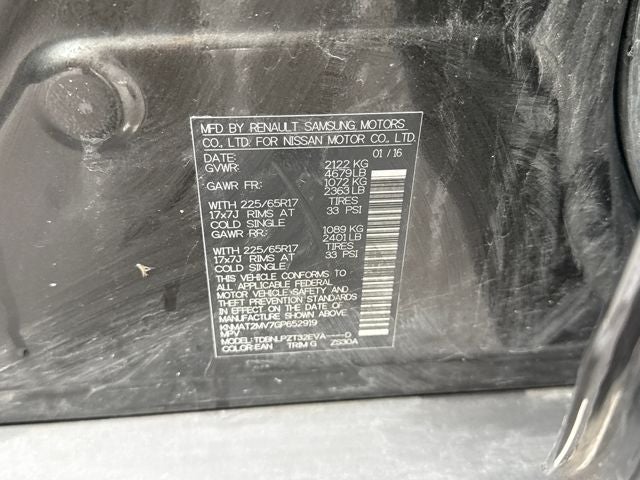 MFD BY RENAULT SAMSUNG MOTORS
CO., LTD. FOR NISSAN MOTOR CO., LTD.
DATE: 01 / 16
GVWR: 2122 KG
4679 LB
GAWR FR: 1072 KG
2363 LB
WITH 225/65R17 TIRES
17x7J RIMS AT 33 PSI
COLD SINGLE
GAWR RR: 1089 KG
2401 LB
WITH 225/65R17 TIRES
17x7J RIMS AT 33 PSI
COLD SINGLE
THIS VEHICLE CONFORMS TO
ALL APPLICABLE FEDERAL
MOTOR VEHICLE SAFETY AND
THEFT PREVENTION STANDARDS
IN EFFECT ON THE DATE OF
MANUFACTURE SHOWN ABOVE.
KNMAT2MV7GP652919
MPV
MODEL: TDBNLPZT32EVA----D
COLOR: EAN TRIM G ZS30A